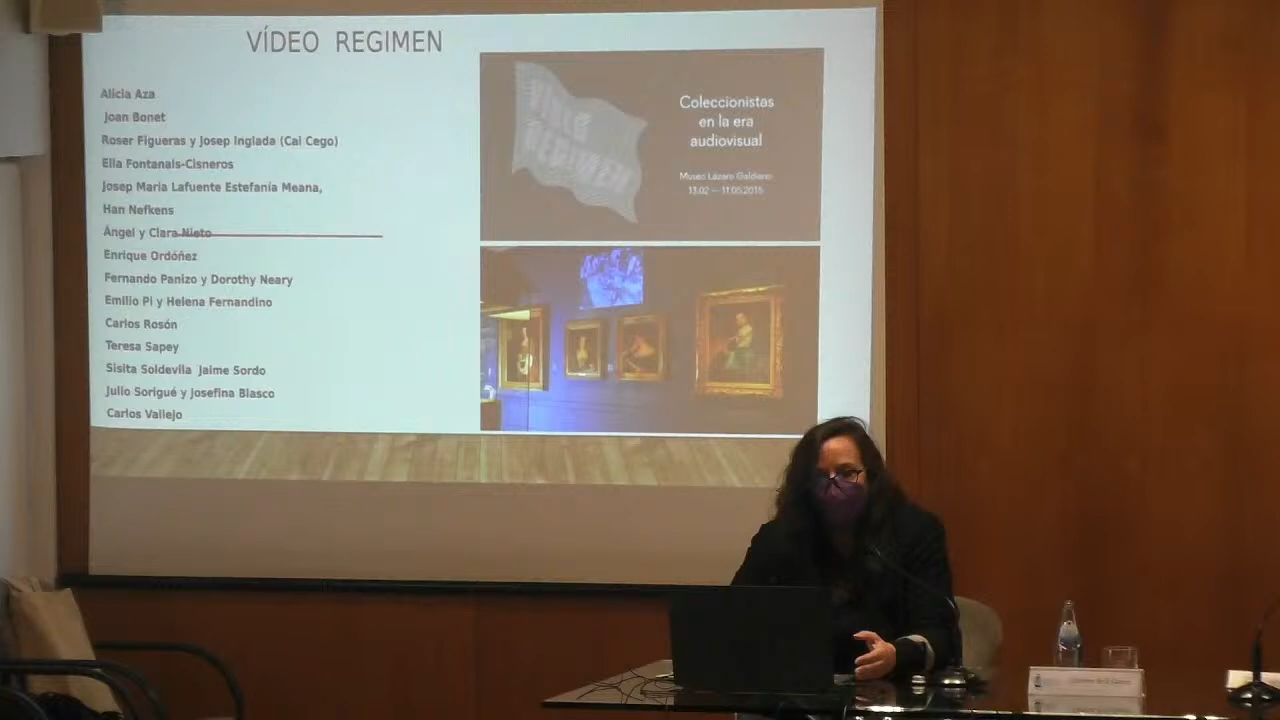 VÍDEO REGIMEN
Alicia Aza
Joan Bonet
Roser Figueras y Josep Inglada (Cal Cego)
Ella Fontanals-Cisneros
Josep Maria Lafuente Estefanía Meana,
Han Nefkens
Ángel y Clara Nieto
Enrique Ordóñez
Fernando Panizo y Dorothy Neary
Emilio Pi y Helena Fernandino
Carlos Rosón
Teresa Sapey
Sisita Soldevila Jaime Sordo
Julio Sorigué y Josefina Blasco
Carlos Vallejo
VIDEO
REGIMEN
Coleccionistas
en la era
audiovisual
Museo Lázaro Galdiano